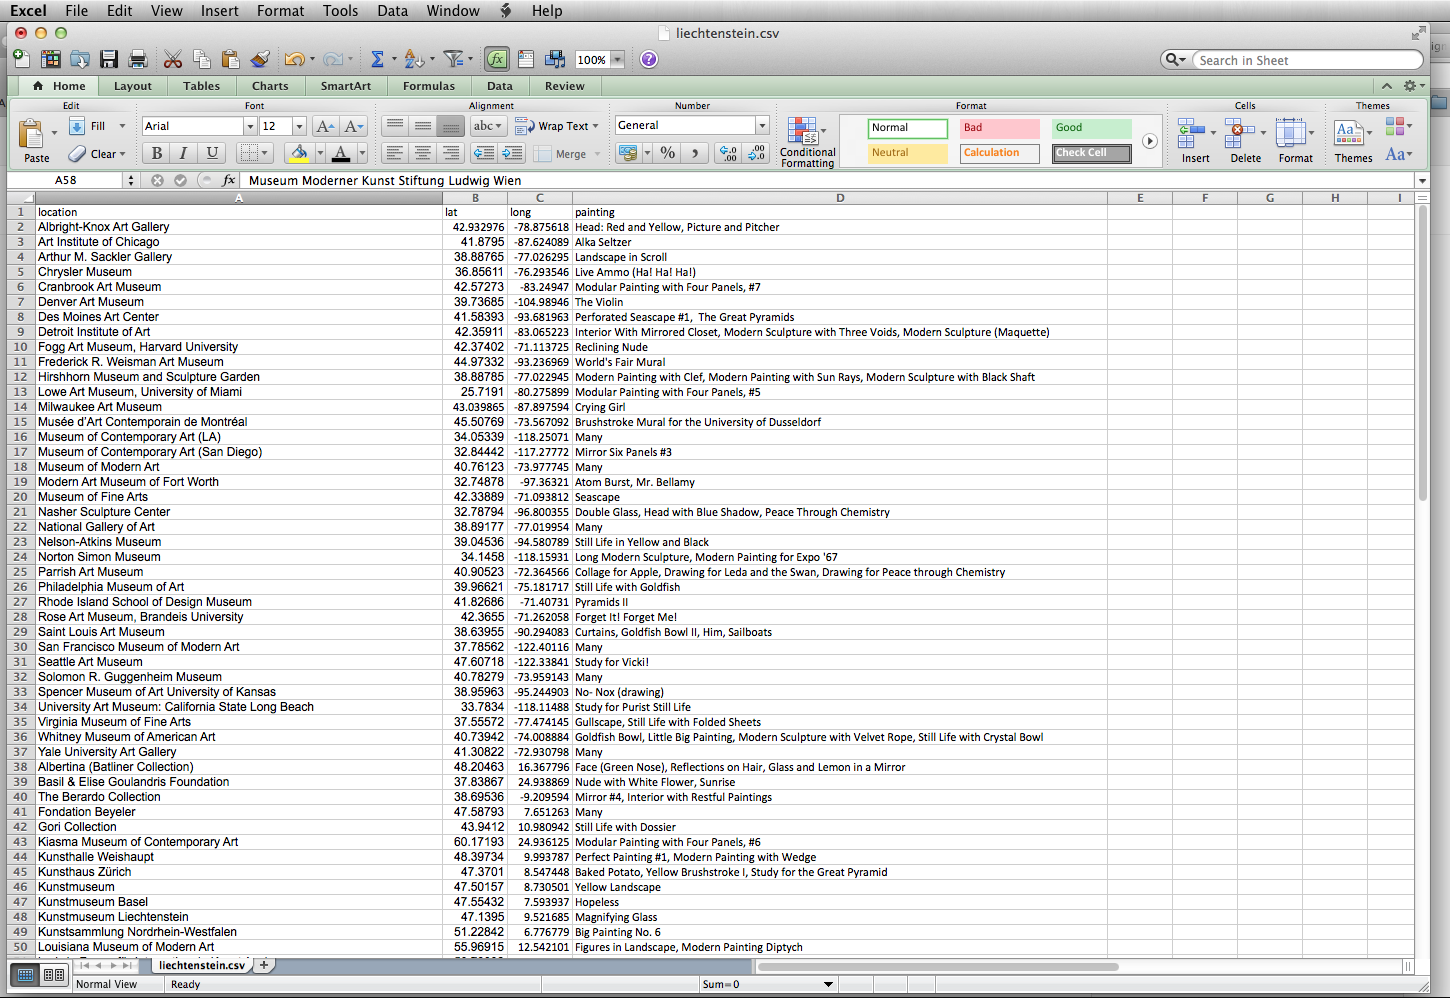 Excel File Edit View Insert Format Tools Data Window Help
liechtenstein.csv
100%
Search in Sheet
Home Layout Tables Charts SmartArt Formulas Data Review
Edit Font Alignment Number Format Cells Themes
Paste Fill Clear
Arial 12
B I U
abc Wrap Text
Merge
General
Conditional Formatting
Normal Bad Good
Neutral Calculation Check Cell
Insert Delete Format Themes
A58 fx Museum Moderner Kunst Stiftung Ludwig Wien
A B C D E F G H I
1 location lat long painting
2 Albright-Knox Art Gallery 42.932976 -78.875618 Head: Red and Yellow, Picture and Pitcher
3 Art Institute of Chicago 41.8795 -87.624089 Alka Seltzer
4 Arthur M. Sackler Gallery 38.88765 -77.026295 Landscape in Scroll
5 Chrysler Museum 36.85611 -76.293546 Live Ammo (Ha! Ha! Ha!)
6 Cranbrook Art Museum 42.57273 -83.24947 Modular Painting with Four Panels, #7
7 Denver Art Museum 39.73685 -104.98946 The Violin
8 Des Moines Art Center 41.58393 -93.681963 Perforated Seascape #1, The Great Pyramids
9 Detroit Institute of Art 42.35911 -83.065223 Interior With Mirrored Closet, Modern Sculpture with Three Voids, Modern Sculpture (Maquette)
10 Fogg Art Museum, Harvard University 42.37402 -71.113725 Reclining Nude
11 Frederick R. Weisman Art Museum 44.97332 -93.236969 World's Fair Mural
12 Hirshhorn Museum and Sculpture Garden 38.88785 -77.022945 Modern Painting with Clef, Modern Painting with Sun Rays, Modern Sculpture with Black Shaft
13 Lowe Art Museum, University of Miami 25.7191 -80.275899 Modular Painting with Four Panels, #5
14 Milwaukee Art Museum 43.039865 -87.897594 Crying Girl
15 Musée d'Art Contemporain de Montréal 45.50769 -73.567092 Brushstroke Mural for the University of Dusseldorf
16 Museum of Contemporary Art (LA) 34.05339 -118.25071 Many
17 Museum of Contemporary Art (San Diego) 32.84442 -117.27772 Mirror Six Panels #3
18 Museum of Modern Art 40.76123 -73.977745 Many
19 Modern Art Museum of Fort Worth 32.74878 -97.36321 Atom Burst, Mr. Bellamy
20 Museum of Fine Arts 42.33889 -71.093812 Seascape
21 Nasher Sculpture Center 32.78794 -96.800355 Double Glass, Head with Blue Shadow, Peace Through Chemistry
22 National Gallery of Art 38.89177 -77.019954 Many
23 Nelson-Atkins Museum 39.04536 -94.580789 Still Life in Yellow and Black
24 Norton Simon Museum 34.1458 -118.15931 Long Modern Sculpture, Modern Painting for Expo '67
25 Parrish Art Museum 40.90523 -72.364566 Collage for Apple, Drawing for Leda and the Swan, Drawing for Peace through Chemistry
26 Philadelphia Museum of Art 39.96621 -75.181717 Still Life with Goldfish
27 Rhode Island School of Design Museum 41.82686 -71.40731 Pyramids II
28 Rose Art Museum, Brandeis University 42.3655 -71.262058 Forget It! Forget Me!
29 Saint Louis Art Museum 38.63955 -90.294083 Curtains, Goldfish Bowl II, Him, Sailboats
30 San Francisco Museum of Modern Art 37.78562 -122.40116 Many
31 Seattle Art Museum 47.60718 -122.33841 Study for Vicki!
32 Solomon R. Guggenheim Museum 40.78279 -73.959143 Many
33 Spencer Museum of Art University of Kansas 38.95963 -95.244903 No- Nox (drawing)
34 University Art Museum: California State Long Beach 33.7834 -118.11488 Study for Purist Still Life
35 Virginia Museum of Fine Arts 37.55572 -77.474145 Gullscape, Still Life with Folded Sheets
36 Whitney Museum of American Art 40.73942 -74.008884 Goldfish Bowl, Little Big Painting, Modern Sculpture with Velvet Rope, Still Life with Crystal Bowl
37 Yale University Art Gallery 41.30822 -72.930798 Many
38 Albertina (Batliner Collection) 48.20463 16.367796 Face (Green Nose), Reflections on Hair, Glass and Lemon in a Mirror
39 Basil & Elise Goulandris Foundation 37.83867 24.938869 Nude with White Flower, Sunrise
40 The Berardo Collection 38.69536 -9.209594 Mirror #4, Interior with Restful Paintings
41 Fondation Beyeler 47.58793 7.651263 Many
42 Gori Collection 43.9412 10.980942 Still Life with Dossier
43 Kiasma Museum of Contemporary Art 60.17193 24.936125 Modular Painting with Four Panels, #6
44 Kunsthalle Weishaupt 48.39734 9.993787 Perfect Painting #1, Modern Painting with Wedge
45 Kunsthaus Zürich 47.3701 8.547448 Baked Potato, Yellow Brushstroke I, Study for the Great Pyramid
46 Kunstmuseum 47.50157 8.730501 Yellow Landscape
47 Kunstmuseum Basel 47.55432 7.593937 Hopeless
48 Kunstmuseum Liechtenstein 47.1395 9.521685 Magnifying Glass
49 Kunstsammlung Nordrhein-Westfalen 51.22842 6.776779 Big Painting No. 6
50 Louisiana Museum of Modern Art 55.96915 12.542101 Figures in Landscape, Modern Painting Diptych
liechtenstein.csv
Normal View Ready Sum=0